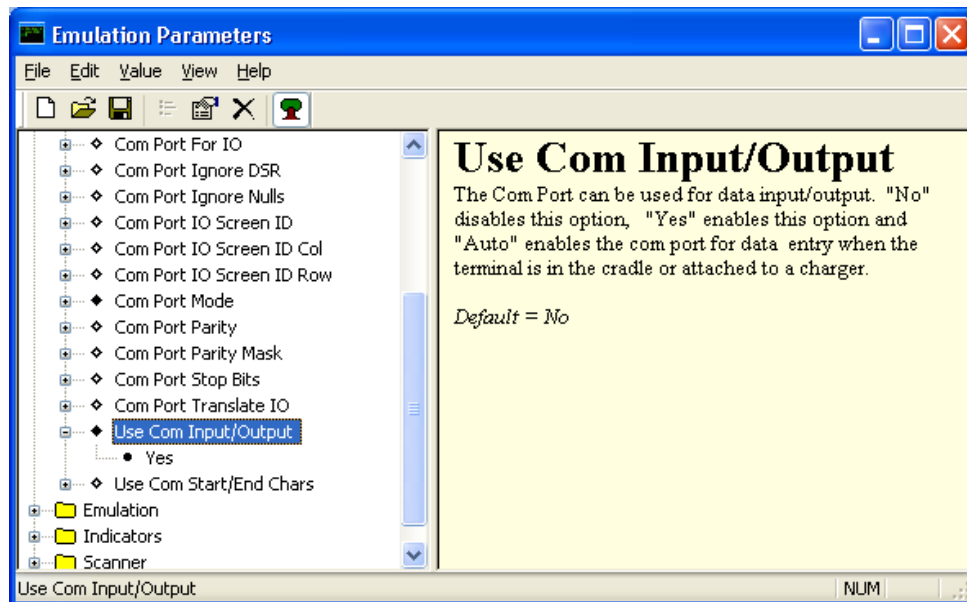 Emulation Parameters
File Edit Value View Help
Com Port For IO
Com Port Ignore DSR
Com Port Ignore Nulls
Com Port IO Screen ID
Com Port IO Screen ID Col
Com Port IO Screen ID Row
Com Port Mode
Com Port Parity
Com Port Parity Mask
Com Port Stop Bits
Com Port Translate IO
Use Com Input/Output
Yes
Use Com Start/End Chars
Emulation
Indicators
Scanner
Use Com Input/Output
The Com Port can be used for data input/output. "No"
disables this option, "Yes" enables this option and
"Auto" enables the com port for data entry when the
terminal is in the cradle or attached to a charger.
Default = No
Use Com Input/Output NUM